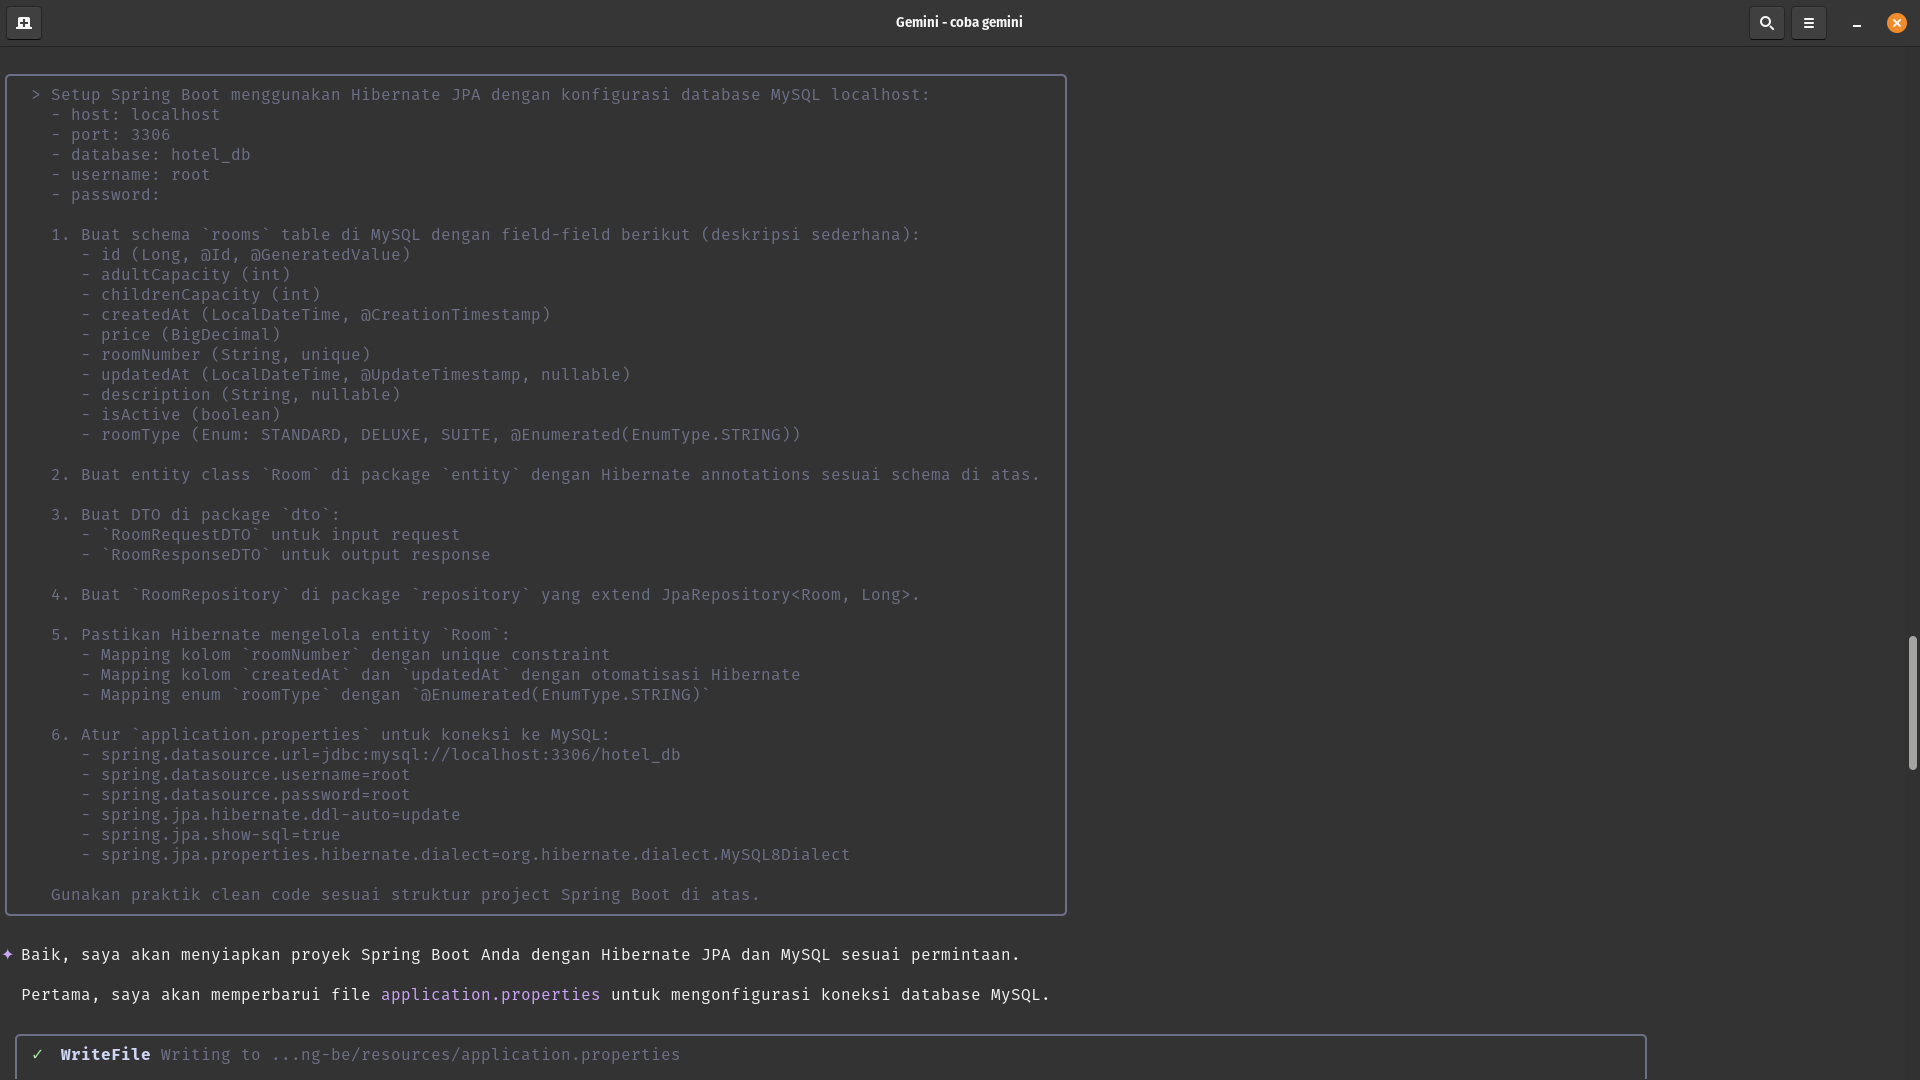 Gemini - coba gemini
> Setup Spring Boot menggunakan Hibernate JPA dengan konfigurasi database MySQL localhost:
- host: localhost
- port: 3306
- database: hotel_db
- username: root
- password:
1. Buat schema `rooms` table di MySQL dengan field-field berikut (deskripsi sederhana):
- id (Long, @Id, @GeneratedValue)
- adultCapacity (int)
- childrenCapacity (int)
- createdAt (LocalDateTime, @CreationTimestamp)
- price (BigDecimal)
- roomNumber (String, unique)
- updatedAt (LocalDateTime, @UpdateTimestamp, nullable)
- description (String, nullable)
- isActive (boolean)
- roomType (Enum: STANDARD, DELUXE, SUITE, @Enumerated(EnumType.STRING))
2. Buat entity class `Room` di package `entity` dengan Hibernate annotations sesuai schema di atas.
3. Buat DTO di package `dto`:
- `RoomRequestDTO` untuk input request
- `RoomResponseDTO` untuk output response
4. Buat `RoomRepository` di package `repository` yang extend JpaRepository<Room, Long>.
5. Pastikan Hibernate mengelola entity `Room`:
- Mapping kolom `roomNumber` dengan unique constraint
- Mapping kolom `createdAt` dan `updatedAt` dengan otomatisasi Hibernate
- Mapping enum `roomType` dengan `@Enumerated(EnumType.STRING)`
6. Atur `application.properties` untuk koneksi ke MySQL:
- spring.datasource.url=jdbc:mysql://localhost:3306/hotel_db
- spring.datasource.username=root
- spring.datasource.password=root
- spring.jpa.hibernate.ddl-auto=update
- spring.jpa.show-sql=true
- spring.jpa.properties.hibernate.dialect=org.hibernate.dialect.MySQL8Dialect
Gunakan praktik clean code sesuai struktur project Spring Boot di atas.
✦ Baik, saya akan menyiapkan proyek Spring Boot Anda dengan Hibernate JPA dan MySQL sesuai permintaan.
Pertama, saya akan memperbarui file application.properties untuk mengonfigurasi koneksi database MySQL.
✓ WriteFile Writing to ...ng-be/resources/application.properties